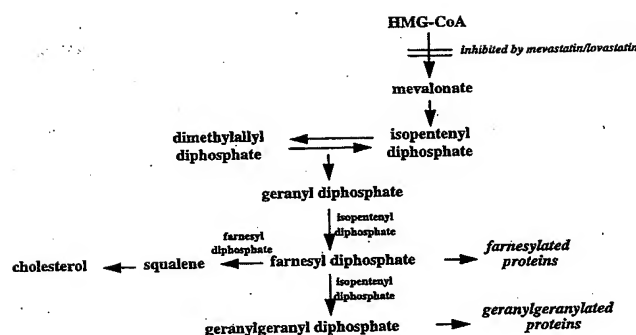 HMG-CoA
inhibited by mevastatin/lovastatin
mevalonate
dimethylallyl
diphosphate
isopentenyl
diphosphate
geranyl diphosphate
isopentenyl
diphosphate
farnesyl
diphosphate
cholesterol
squalene
farnesyl diphosphate
farnesylated
proteins
isopentenyl
diphosphate
geranylgeranyl diphosphate
geranylgeranylated
proteins